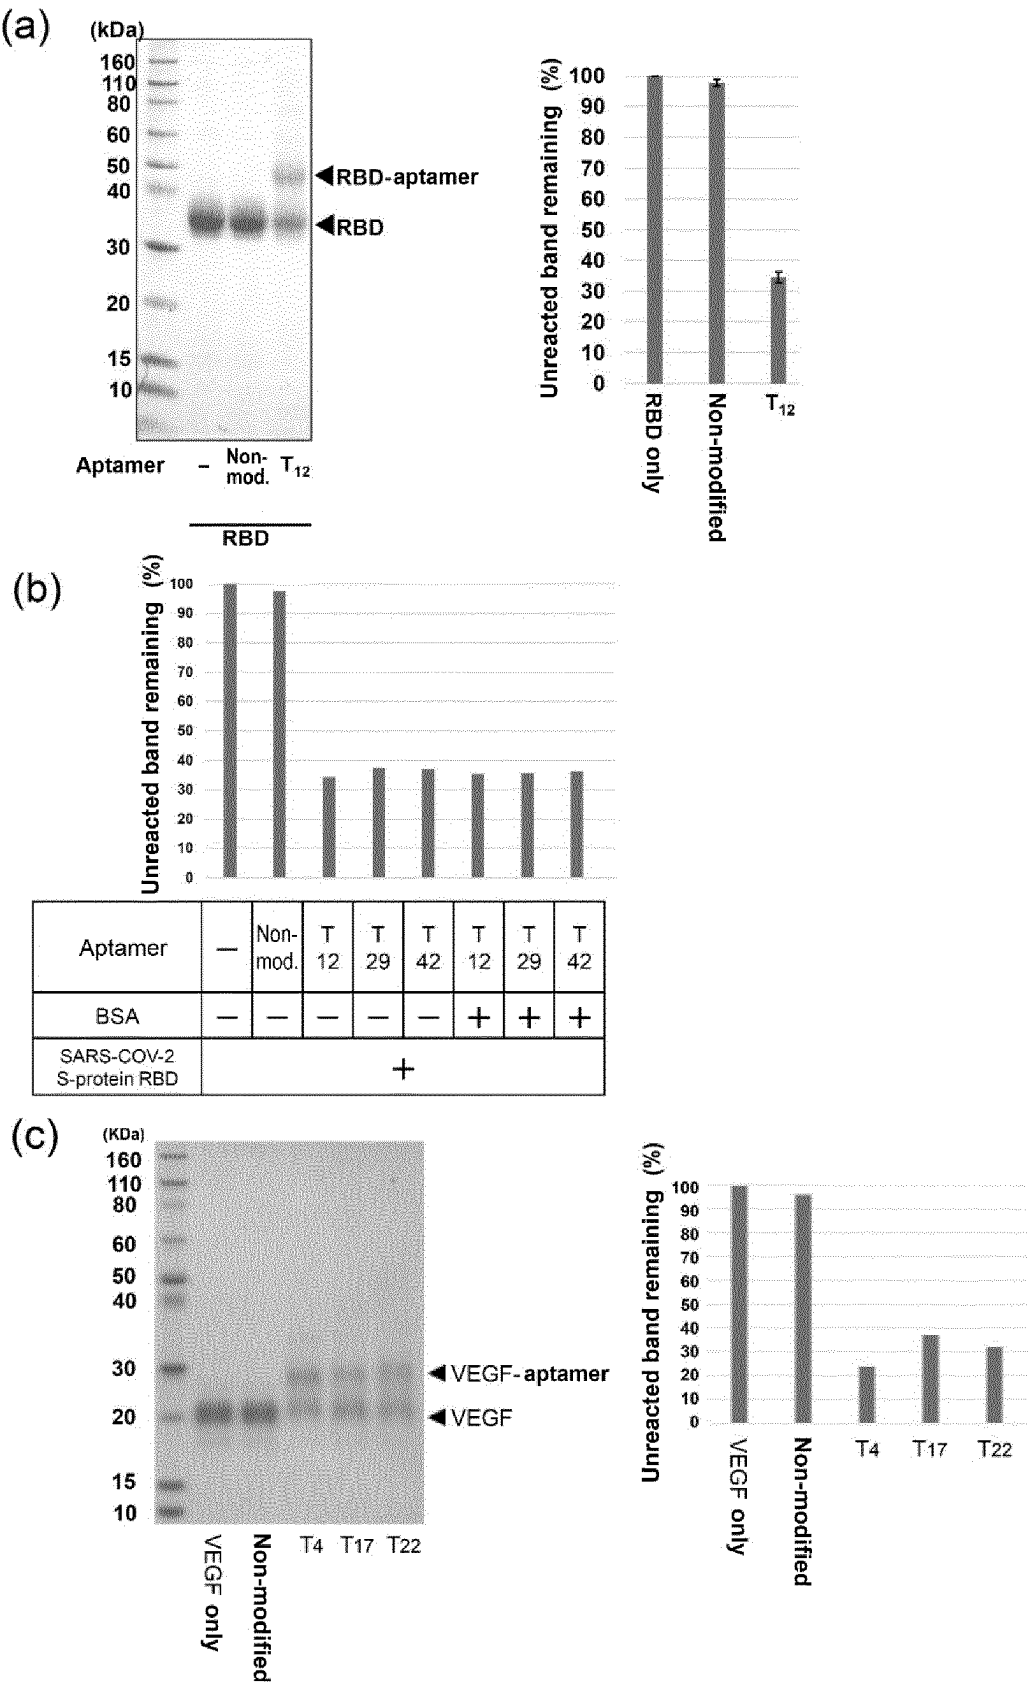 (a)
(kDa)
160
110
80
60
50
40
30
20
15
10
RBD-aptamer
RBD
Aptamer
–
Non-
mod.
T12
RBD
Unreacted band remaining (%)
100
90
80
70
60
50
40
30
20
10
0
RBD only
Non-modified
T12
(b)
Unreacted band remaining (%)
100
90
80
70
60
50
40
30
20
10
0
Aptamer
— Non- T T T T T T
mod. 12 29 42 12 29 42
BSA — — — — — + + +
SARS-COV-2
S-protein RBD
+
(c)
(KDa)
160
110
80
60
50
40
30
20
15
10
VEGF-aptamer
VEGF
VEGF only
Non-modified
T4 T17 T22
Unreacted band remaining (%)
100
90
80
70
60
50
40
30
20
10
0
VEGF only
Non-modified
T4 T17 T22